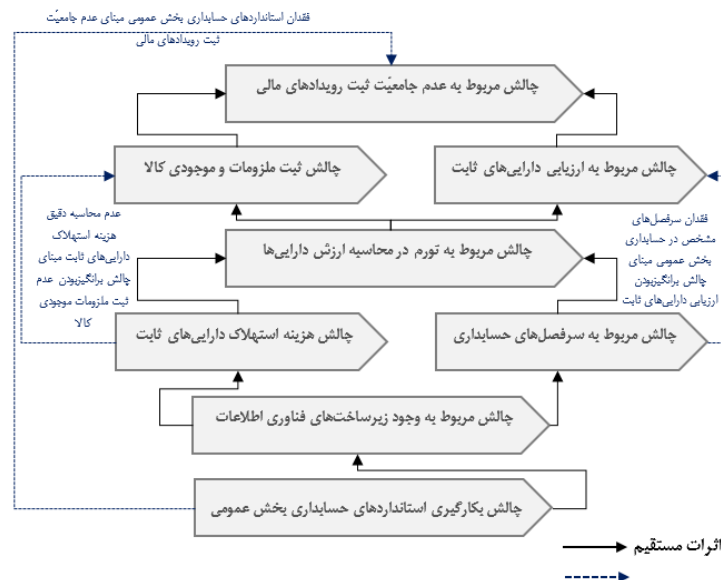 فقدان استانداردهای حسابداری بخش عمومی مبنای عدم جامعیّت
ثبت رویدادهای مالی
چالش مربوط به عدم جامعیّت ثبت رویدادهای مالی
چالش مربوط به ارزیابی دارایی‌های ثابت
چالش ثبت ملزومات و موجودی کالا
فقدان سرفصل‌های
مشخص در حسابداری
بخش عمومی مبنای
چالش برانگیزبودن
ارزیابی دارایی‌های ثابت
عدم محاسبه دقیق
هزینه استهلاک
دارایی‌های ثابت مبنای
چالش برانگیزبودن عدم
ثبت ملزومات موجودی
کالا
چالش مربوط به تورم در محاسبه ارزش دارایی‌ها
چالش مربوط به سرفصل‌های حسابداری
چالش هزینه استهلاک دارایی‌های ثابت
چالش مربوط به وجود زیرساخت‌های فناوری اطلاعات
چالش بکارگیری استانداردهای حسابداری بخش عمومی
اثرات مستقیم